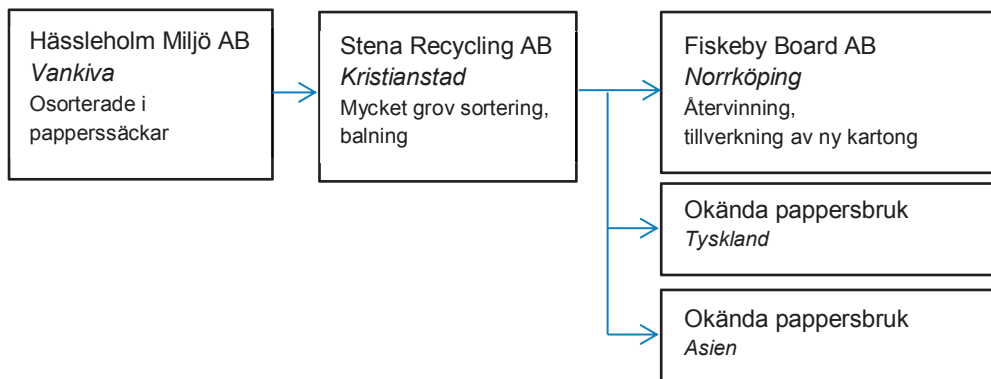 Hässleholm Miljö AB
Vankiva
Osorterade i
papperssäckar
Stena Recycling AB
Kristianstad
Mycket grov sortering,
balning
Fiskeby Board AB
Norrköping
Återvinning,
tillverkning av ny kartong
Okända pappersbruk
Tyskland
Okända pappersbruk
Asien